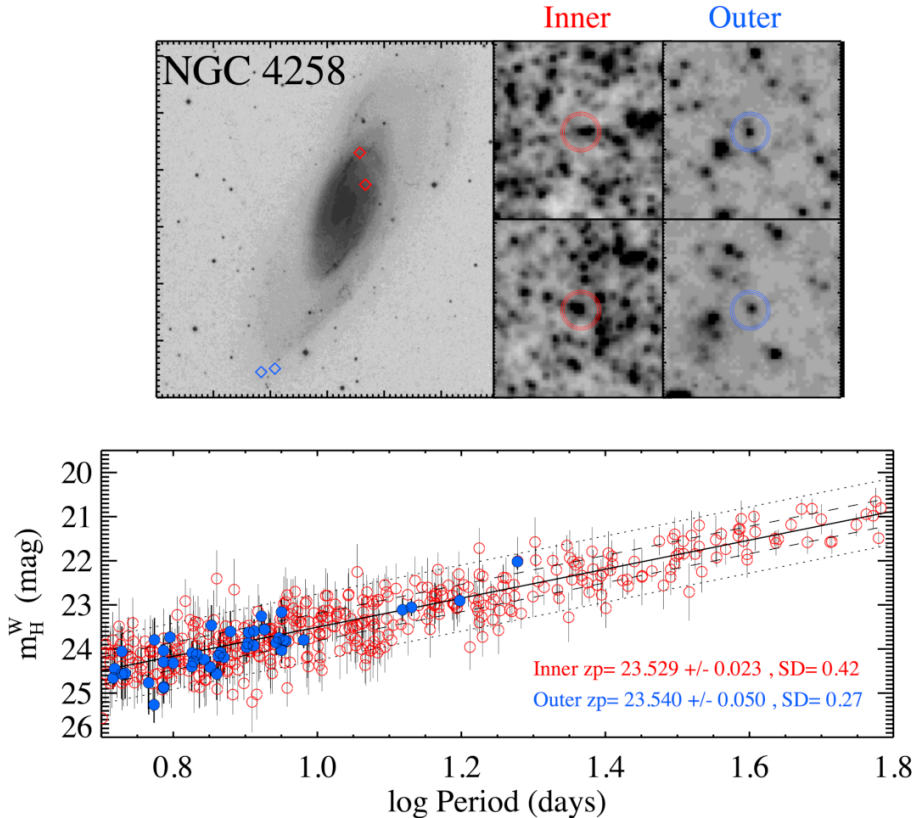 Inner Outer
NGC 4258
20
21
22
23
24
25
26
m_H^W (mag)
Inner zp= 23.529 +/- 0.023 , SD= 0.42
Outer zp= 23.540 +/- 0.050 , SD= 0.27
0.8 1.0 1.2 1.4 1.6 1.8
log Period (days)